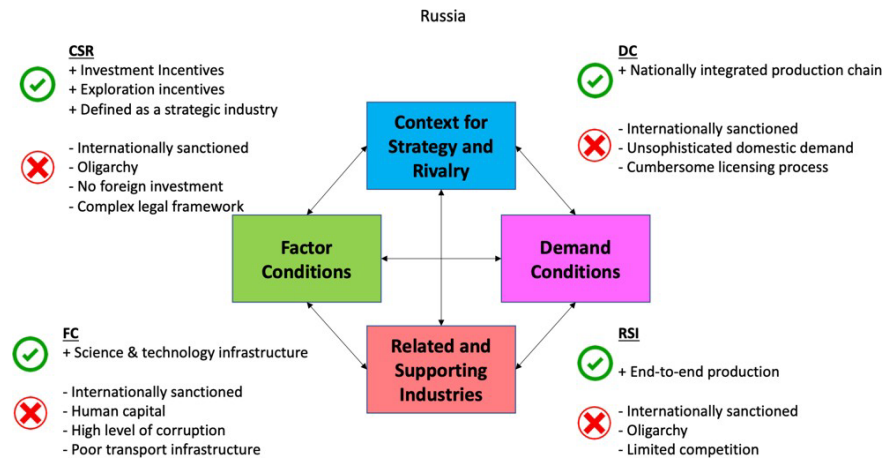 Russia
CSR
+ Investment Incentives
+ Exploration incentives
+ Defined as a strategic industry
- Internationally sanctioned
- Oligarchy
- No foreign investment
- Complex legal framework
DC
+ Nationally integrated production chain
- Internationally sanctioned
- Unsophisticated domestic demand
- Cumbersome licensing process
Context for
Strategy and
Rivalry
Factor
Conditions
Demand
Conditions
Related and
Supporting
Industries
FC
+ Science & technology infrastructure
- Internationally sanctioned
- Human capital
- High level of corruption
- Poor transport infrastructure
RSI
+ End-to-end production
- Internationally sanctioned
- Oligarchy
- Limited competition